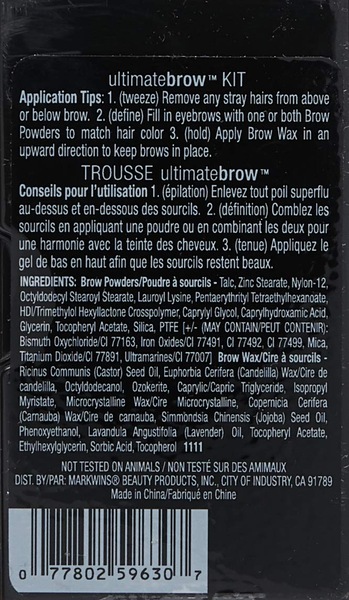 ultimatebrow™ KIT
Application Tips: 1. (tweeze) Remove any stray hairs from above
or below brow. 2. (define) Fill in eyebrows with one or both Brow
Powders to match hair color 3. (hold) Apply Brow Wax in an
upward direction to keep brows in place.
TROUSSE ultimatebrow™
Conseils pour l'utilisation 1. (épilation) Enlevez tout poil superflu
au-dessus et en-dessous des sourcils. 2. (définition) Comblez les
sourcils en appliquant une poudre ou en combinant les deux pour
une harmonie avec la teinte des cheveux. 3. (tenue) Appliquez le
gel de bas en haut afin que les sourcils restent beaux.
INGREDIENTS: Brow Powders/Poudre à sourcils - Talc, Zinc Stearate, Nylon-12,
Octyldodecyl Stearoyl Stearate, Lauroyl Lysine, Pentaerythrityl Tetraethylhexanoate,
HDI/Trimethylol Hexyllactone Crosspolymer, Caprylyl Glycol, Caprylhydroxamic Acid,
Glycerin, Tocopheryl Acetate, Silica, PTFE [+/- (MAY CONTAIN/PEUT CONTENIR):
Bismuth Oxychloride/CI 77163, Iron Oxides/CI 77491, CI 77492, CI 77499, Mica,
Titanium Dioxide/CI 77891, Ultramarines/CI 77007] Brow Wax/Cire à sourcils -
Ricinus Communis (Castor) Seed Oil, Euphorbia Cerifera (Candelilla) Wax/Cire de
candelilla, Octyldodecanol, Ozokerite, Caprylic/Capric Triglyceride, Isopropyl
Myristate, Microcrystalline Wax/Cire Microcrystalline, Copernicia Cerifera
(Carnauba) Wax/Cire de carnauba, Simmondsia Chinensis (Jojoba) Seed Oil,
Phenoxyethanol, Lavandula Angustifolia (Lavender) Oil, Tocopheryl Acetate,
Ethylhexylglycerin, Sorbic Acid, Tocopherol 1111
NOT TESTED ON ANIMALS / NON TESTÉ SUR DES AMIMAUX
DIST. BY/PAR: MARKWINS® BEAUTY PRODUCTS, INC., CITY OF INDUSTRY, CA 91789
Made in China/Fabriqué en Chine
0 77802 59630 7